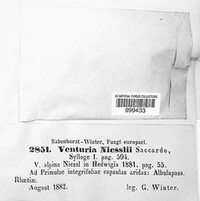 US NATIONAL FUNGUS COLLECTIONS
999433
Rabenhorst-Winter, Fungi europaei.
2851. Venturia Niesslii Saccardo,
Sylloge I. pag. 594.
V. alpina Niessl in Hedwigia 1881. pag. 55.
Ad Primulae integrifoliae capsulas aridas: Albulapass.
Rhætiæ.
August 1882. leg. G. Winter.